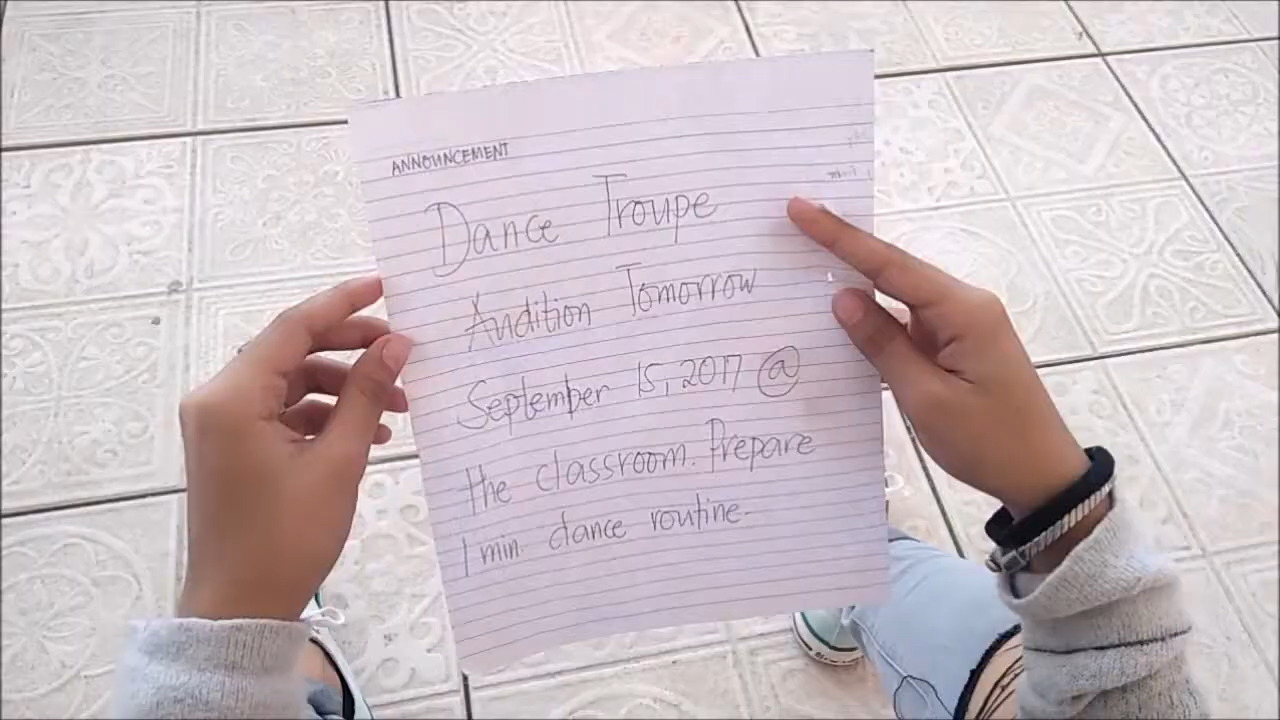 ANNOUNCEMENT
Dance Troupe
Audition Tomorrow
September 15, 2017 @
the classroom. Prepare
1 min. dance routine.